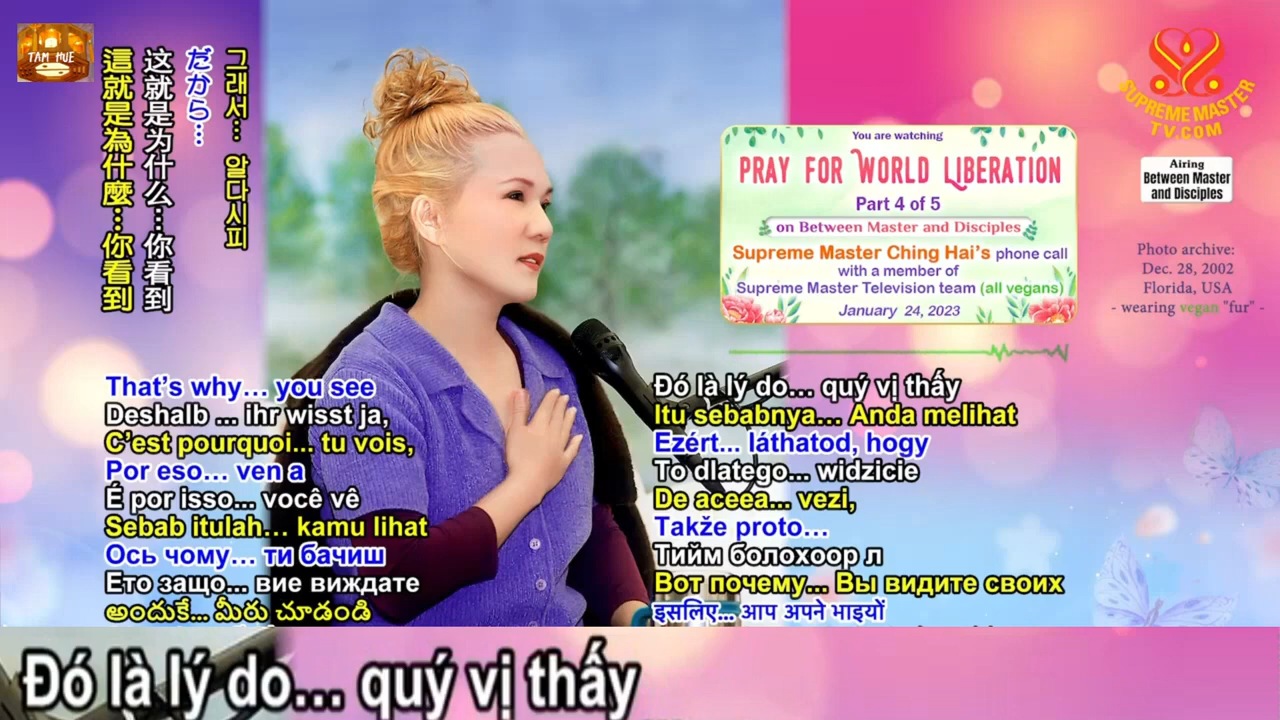 TAM HUE
그래서… 알다시피
だから…
这就是为什么…你看到
這就是為什麼…你看到
SUPREME MASTER
TV.COM
Airing
Between Master
and Disciples
Photo archive:
Dec. 28, 2002
Florida, USA
- wearing vegan "fur" -
You are watching
PRAY FOR WORLD LIBERATION
Part 4 of 5
on Between Master and Disciples
Supreme Master Ching Hai's phone call
with a member of
Supreme Master Television team (all vegans)
January 24, 2023
That's why… you see
Deshalb ... ihr wisst ja,
C'est pourquoi... tu vois,
Por eso… ven a
É por isso... você vê
Sebab itulah… kamu lihat
Ось чому… ти бачиш
Ето защо... вие виждате
అందుకే... మీరు చూడండి
Đó là lý do… quý vị thấy
Itu sebabnya... Anda melihat
Ezért... láthatod, hogy
To dlatego... widzicie
De aceea... vezi,
Takže proto…
Тийм болохоор л
Вот почему... Вы видите своих
इसलिए... आप अपने भाइयों
Đó là lý do... quý vị thấy